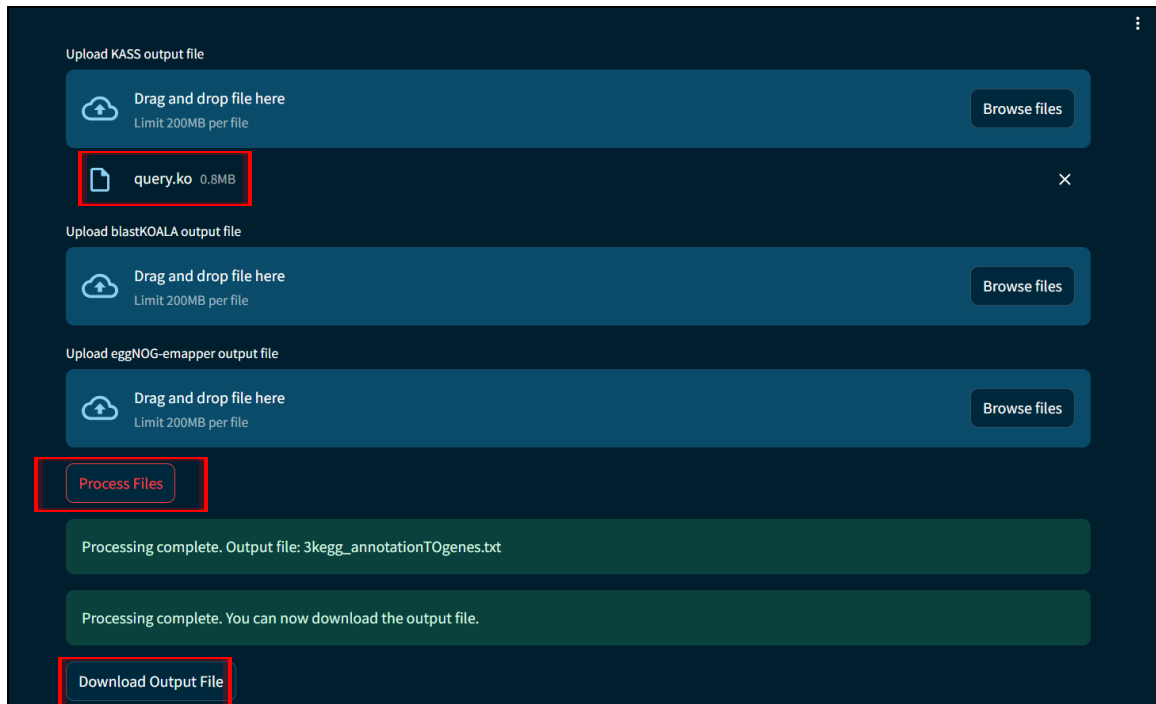 Upload KASS output file
Drag and drop file here
Limit 200MB per file
Browse files
query.ko 0.8MB
Upload blastKOALA output file
Drag and drop file here
Limit 200MB per file
Browse files
Upload eggNOG-emapper output file
Drag and drop file here
Limit 200MB per file
Browse files
Process Files
Processing complete. Output file: 3kegg_annotationTOgenes.txt
Processing complete. You can now download the output file.
Download Output File